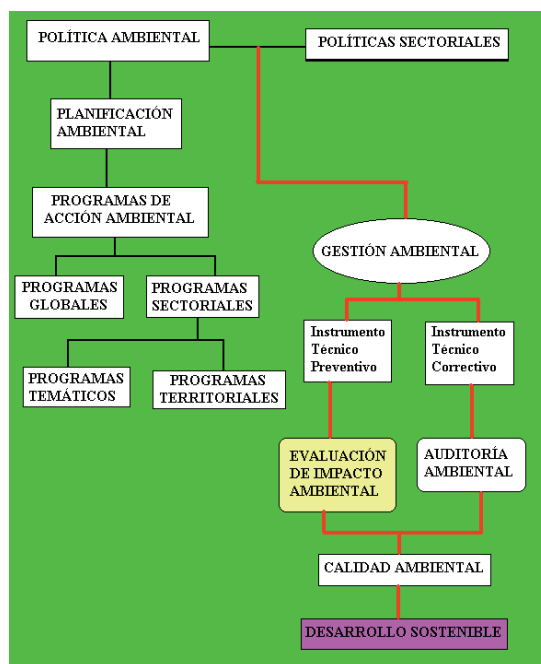 POLÍTICA AMBIENTAL
POLÍTICAS SECTORIALES
PLANIFICACIÓN
AMBIENTAL
PROGRAMAS DE
ACCIÓN AMBIENTAL
GESTIÓN AMBIENTAL
PROGRAMAS
GLOBALES
PROGRAMAS
SECTORIALES
Instrumento
Técnico
Preventivo
Instrumento
Técnico
Correctivo
PROGRAMAS
TEMÁTICOS
PROGRAMAS
TERRITORIALES
EVALUACIÓN
DE IMPACTO
AMBIENTAL
AUDITORÍA
AMBIENTAL
CALIDAD AMBIENTAL
DESARROLLO SOSTENIBLE